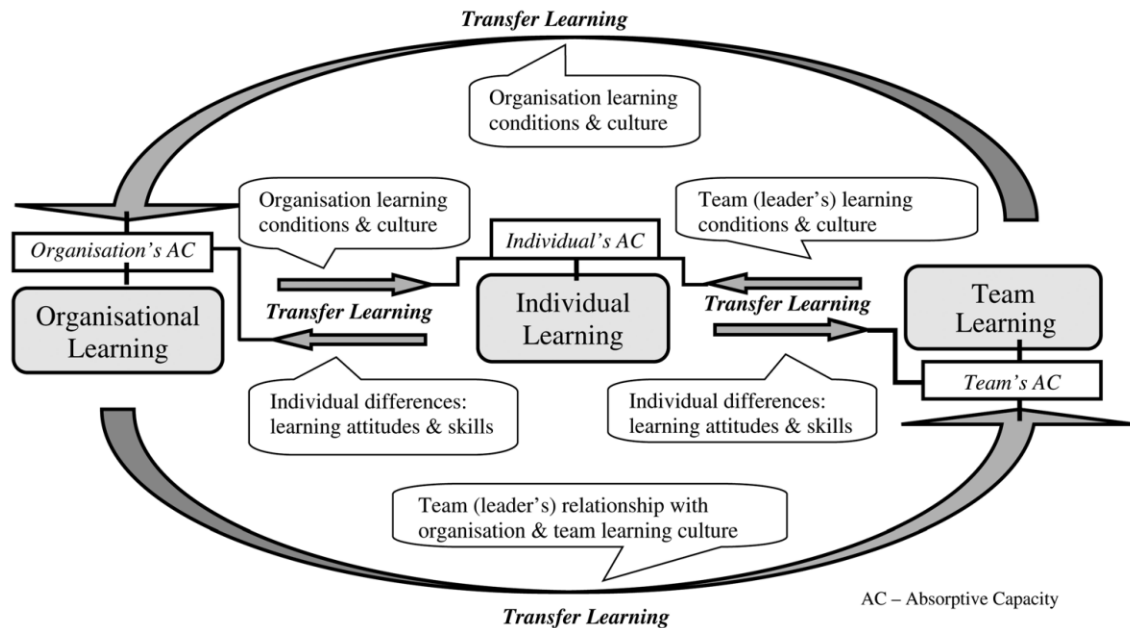 Transfer Learning
Organisation learning
conditions & culture
Organisation learning
conditions & culture
Team (leader's) learning
conditions & culture
Organisation's AC
Individual's AC
Organisational
Learning
Transfer Learning
Individual
Learning
Transfer Learning
Team
Learning
Team's AC
Individual differences:
learning attitudes & skills
Individual differences:
learning attitudes & skills
Team (leader's) relationship with
organisation & team learning culture
AC – Absorptive Capacity
Transfer Learning